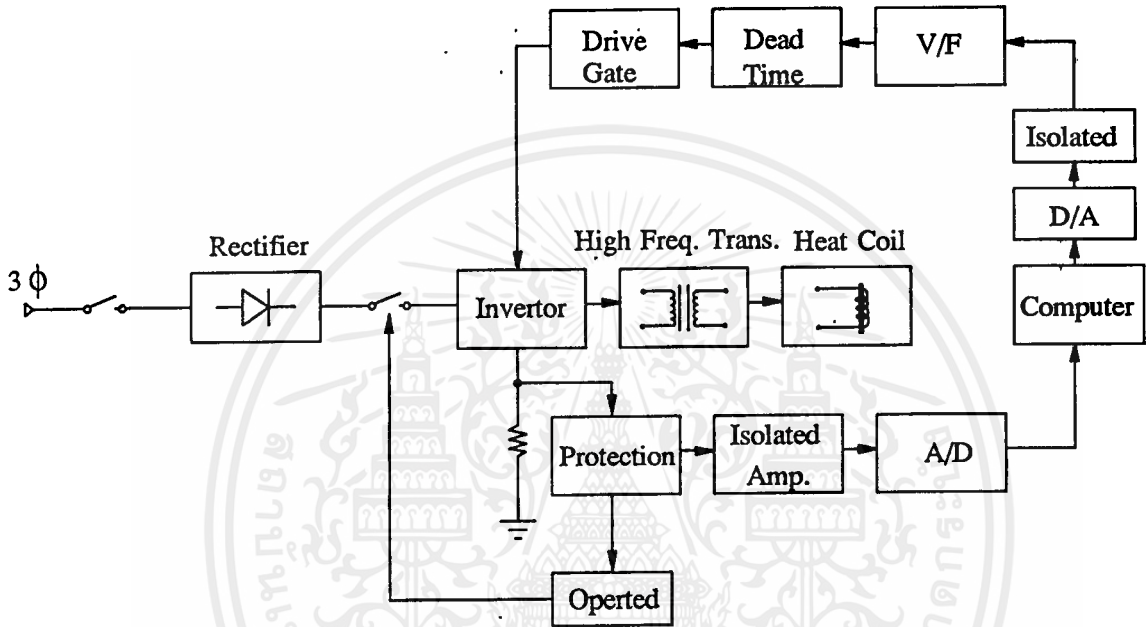 Drive
Gate
Dead
Time
V/F
Isolated
D/A
Rectifier
High Freq. Trans.
Heat Coil
3 ϕ
Invertor
Computer
Protection
Isolated
Amp.
A/D
Operted